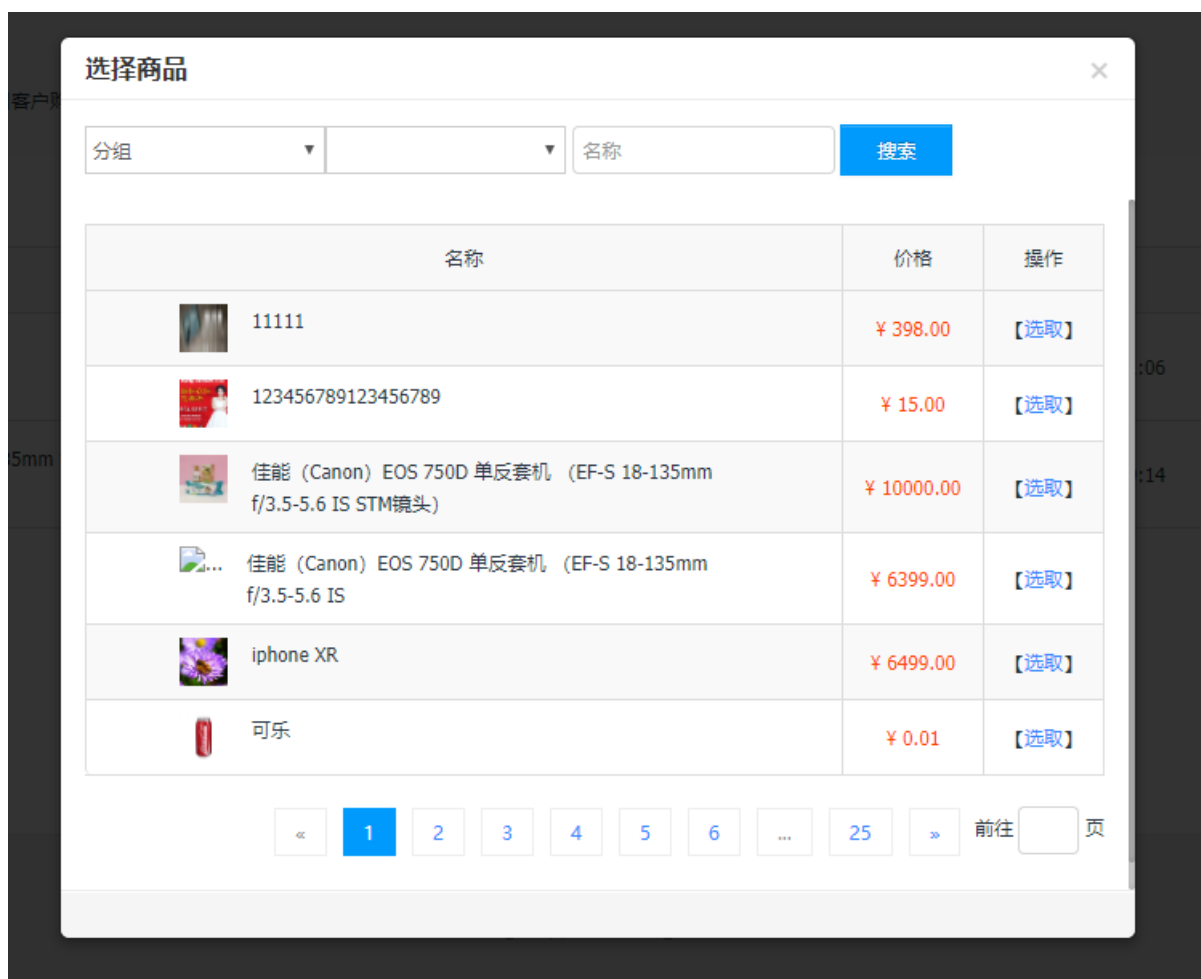 选择商品
×
客户
分组
名称
搜索
名称 价格 操作
11111 ¥ 398.00 【选取】
123456789123456789 ¥ 15.00 【选取】
佳能（Canon）EOS 750D 单反套机 （EF-S 18-135mm
f/3.5-5.6 IS STM镜头） ¥ 10000.00 【选取】
... 佳能（Canon）EOS 750D 单反套机 （EF-S 18-135mm
f/3.5-5.6 IS ¥ 6399.00 【选取】
iphone XR ¥ 6499.00 【选取】
可乐 ¥ 0.01 【选取】
:06
5mm
:14
« 1 2 3 4 5 6 ... 25 » 前往 页